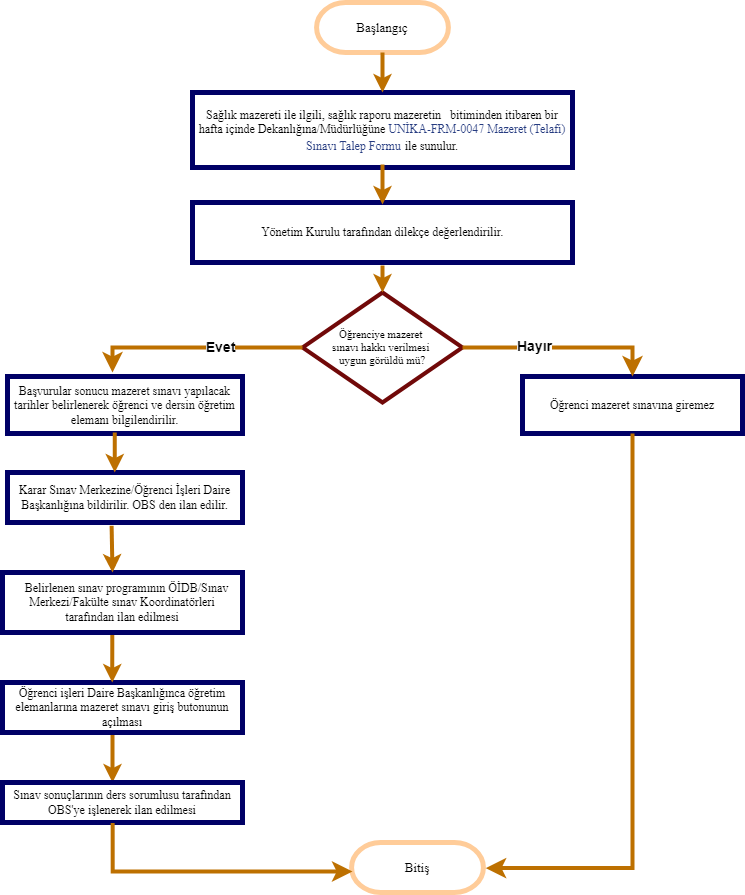 Başlangıç
Sağlık mazereti ile ilgili, sağlık raporu mazeretin bitiminden itibaren bir
hafta içinde Dekanlığına/Müdürlüğüne UNİKA-FRM-0047 Mazeret (Telafi)
Sınavı Talep Formu ile sunulur.
Yönetim Kurulu tarafından dilekçe değerlendirilir.
Öğrenciye mazeret
sınavı hakkı verilmesi
uygun görüldü mü?
Evet
Hayır
Başvurular sonucu mazeret sınavı yapılacak
tarihler belirlenerek öğrenci ve dersin öğretim
elemanı bilgilendirilir.
Öğrenci mazeret sınavına giremez
Karar Sınav Merkezine/Öğrenci İşleri Daire
Başkanlığına bildirilir. OBS den ilan edilir.
Belirlenen sınav programının ÖİDB/Sınav
Merkezi/Fakülte sınav Koordinatörleri
tarafından ilan edilmesi
Öğrenci işleri Daire Başkanlığınca öğretim
elemanlarına mazeret sınavı giriş butonunun
açılması
Sınav sonuçlarının ders sorumlusu tarafından
OBS'ye işlenerek ilan edilmesi
Bitiş